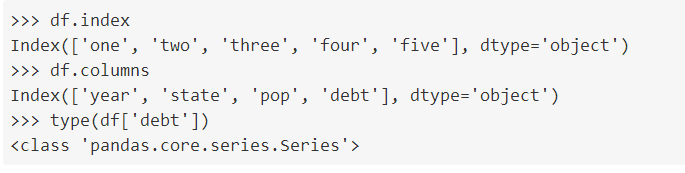 >>> df.index
Index(['one', 'two', 'three', 'four', 'five'], dtype='object')
>>> df.columns
Index(['year', 'state', 'pop', 'debt'], dtype='object')
>>> type(df['debt'])
<class 'pandas.core.series.Series'>